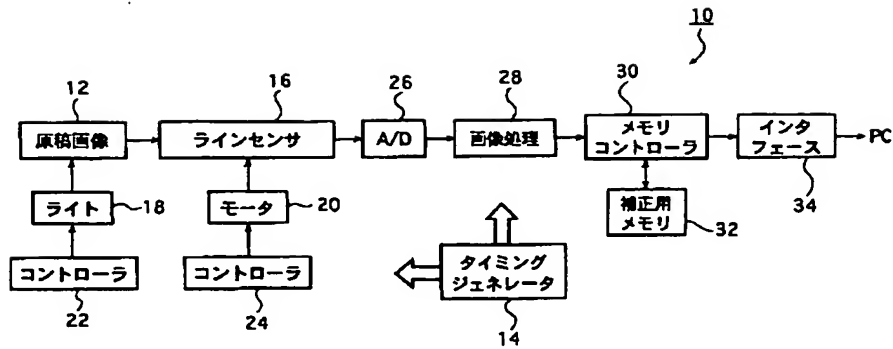 10
12
16
26
28
30
原稿画像
ラインセンサ
A/D
画像処理
メモリ
コントローラ
インタ
フェース
PC
34
ライト
18
モータ
20
補正用
メモリ
32
コントローラ
22
コントローラ
24
タイミング
ジェネレータ
14